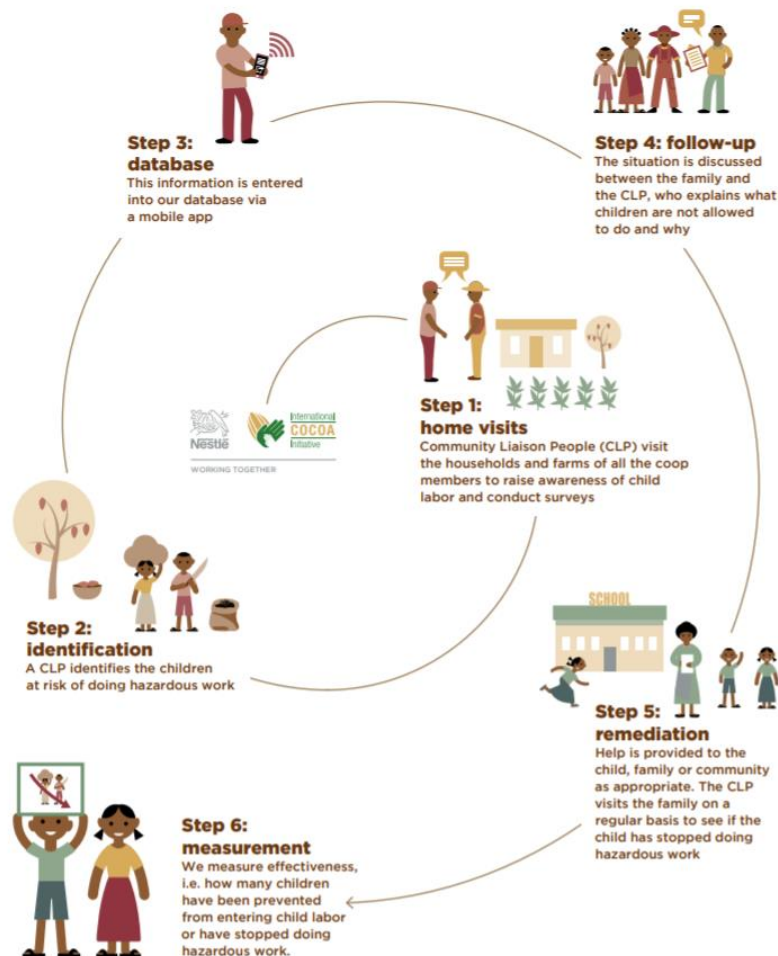 Step 3:
database
This information is entered
into our database via
a mobile app
Step 4: follow-up
The situation is discussed
between the family and
the CLP, who explains what
children are not allowed
to do and why
Nestlé
International
COCOA
Initiative
WORKING TOGETHER
Step 1:
home visits
Community Liaison People (CLP) visit
the households and farms of all the coop
members to raise awareness of child
labor and conduct surveys
Step 2:
identification
A CLP identifies the children
at risk of doing hazardous work
SCHOOL
Step 5:
remediation
Help is provided to the
child, family or community
as appropriate. The CLP
visits the family on a
regular basis to see if the
child has stopped doing
hazardous work
Step 6:
measurement
We measure effectiveness,
i.e. how many children
have been prevented
from entering child labor
or have stopped doing
hazardous work.